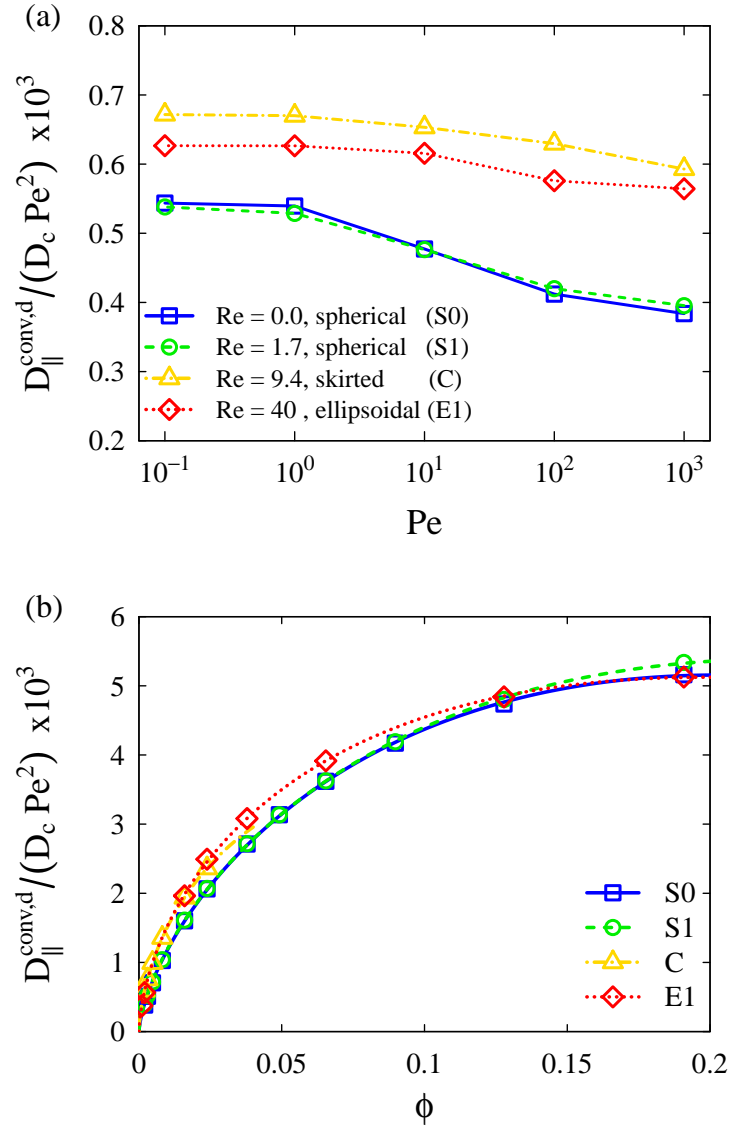 (a)
D∥^conv,d/(D_c Pe²) x10³
0.8
0.7
0.6
0.5
0.4
0.3
0.2
Re = 0.0, spherical (S0)
Re = 1.7, spherical (S1)
Re = 9.4, skirted (C)
Re = 40 , ellipsoidal (E1)
10⁻¹ 10⁰ 10¹ 10² 10³
Pe
(b)
D∥^conv,d/(D_c Pe²) x10³
6
5
4
3
2
1
0
S0
S1
C
E1
0 0.05 0.1 0.15 0.2
ϕ